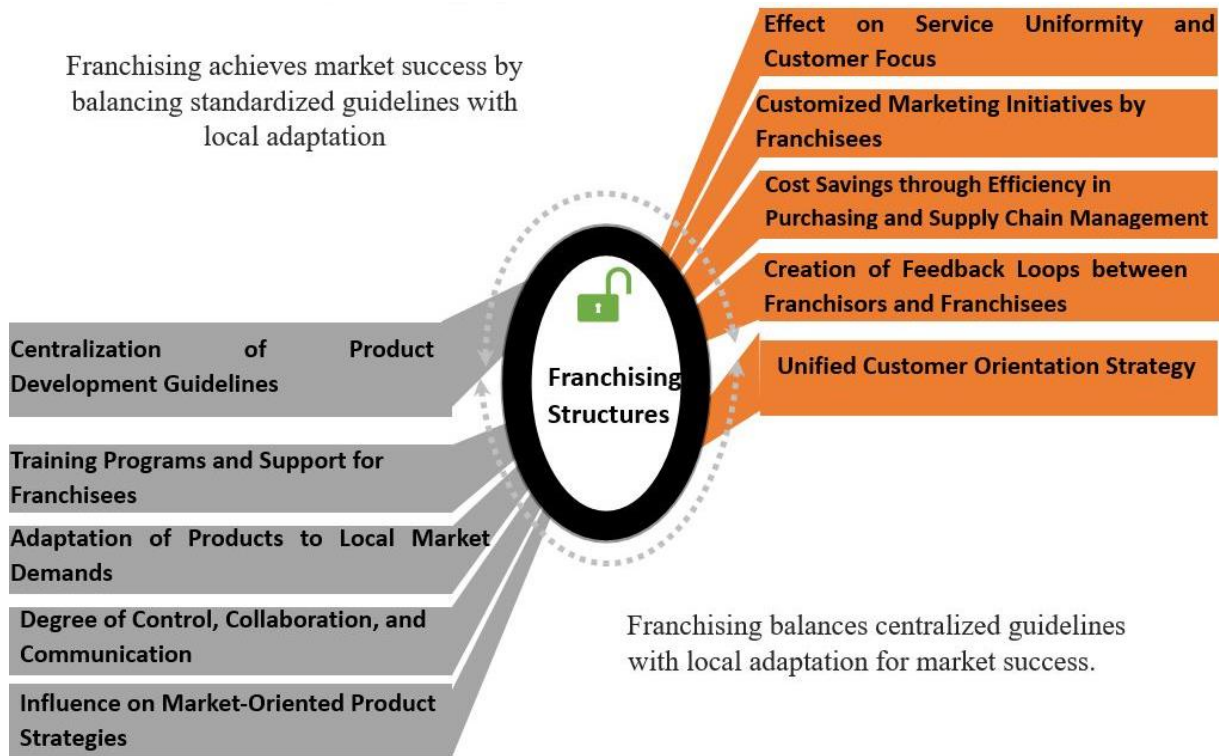 Franchising achieves market success by
balancing standardized guidelines with
local adaptation
Effect on Service Uniformity and
Customer Focus
Customized Marketing Initiatives by
Franchisees
Cost Savings through Efficiency in
Purchasing and Supply Chain Management
Creation of Feedback Loops between
Franchisors and Franchisees
Unified Customer Orientation Strategy
Franchising
Structures
Centralization of Product
Development Guidelines
Training Programs and Support for
Franchisees
Adaptation of Products to Local Market
Demands
Degree of Control, Collaboration, and
Communication
Influence on Market-Oriented Product
Strategies
Franchising balances centralized guidelines
with local adaptation for market success.